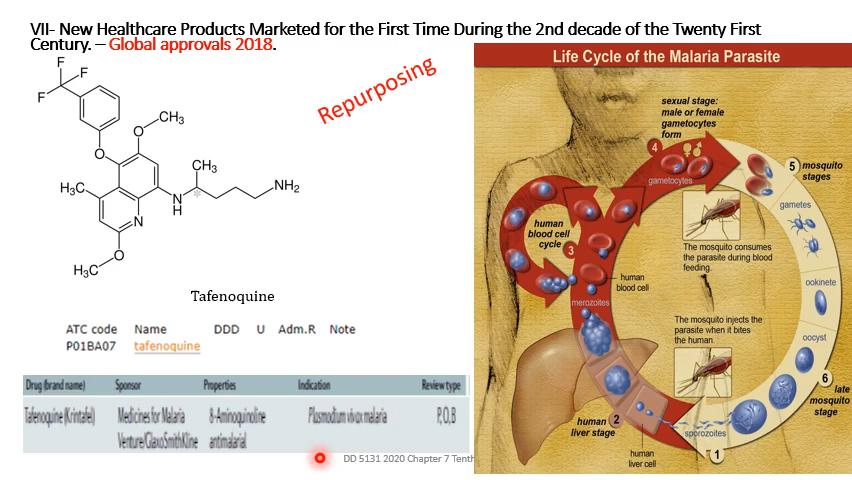 VII- New Healthcare Products Marketed for the First Time During the 2nd decade of the Twenty First
Century. – Global approvals 2018.
Repurposing
F
F
F
O
CH3
O
CH3
H3C
N
H
NH2
N
O
H3C
*
Tafenoquine
ATC code Name DDD U Adm.R Note
P01BA07 tafenoquine
Drug (brand name) Sponsor Properties Indication Review type
Tafenoquine (Krintafel) Medicines for Malaria 8-Aminoquinoline Plasmodium vivax malaria P,O,B
Venture/GlaxoSmithKline antimalarial
DD 5131 2020 Chapter 7 Tenth
Life Cycle of the Malaria Parasite
sexual stage:
male or female
gametocytes
form
4
gametocytes
5 mosquito
stages
gametes
The mosquito consumes
the parasite during blood
feeding.
human
blood cell
cycle
3
human
blood cell
merozoites
ookinete
The mosquito injects the
parasite when it bites
the human.
oocyst
6
late
mosquito
stage
human
liver stage
2
sporozoites
1
human
liver cell